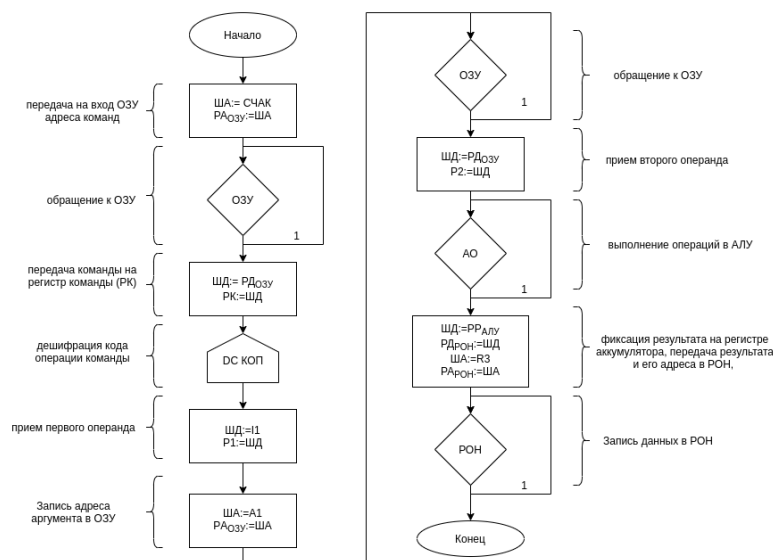 Начало
передача на вход ОЗУ
адреса команд
ША:= СЧАК
РАОЗУ:=ША
обращение к ОЗУ
ОЗУ
1
передача команды на
регистр команды (РК)
ШД:= РДОЗУ
РК:=ШД
дешифрация кода
операции команды
DC КОП
прием первого операнда
ШД:=I1
Р1:=ШД
Запись адреса
аргумента в ОЗУ
ША:=А1
РАОЗУ:=ША
ОЗУ
1
обращение к ОЗУ
ШД:=РДОЗУ
Р2:=ШД
прием второго операнда
АО
1
выполнение операций в АЛУ
ШД:=РРАЛУ
РДРОН:=ШД
ША:=R3
РАРОН:=ША
фиксация результата на регистре
аккумулятора, передача результата
и его адреса в РОН,
РОН
1
Запись данных в РОН
Конец